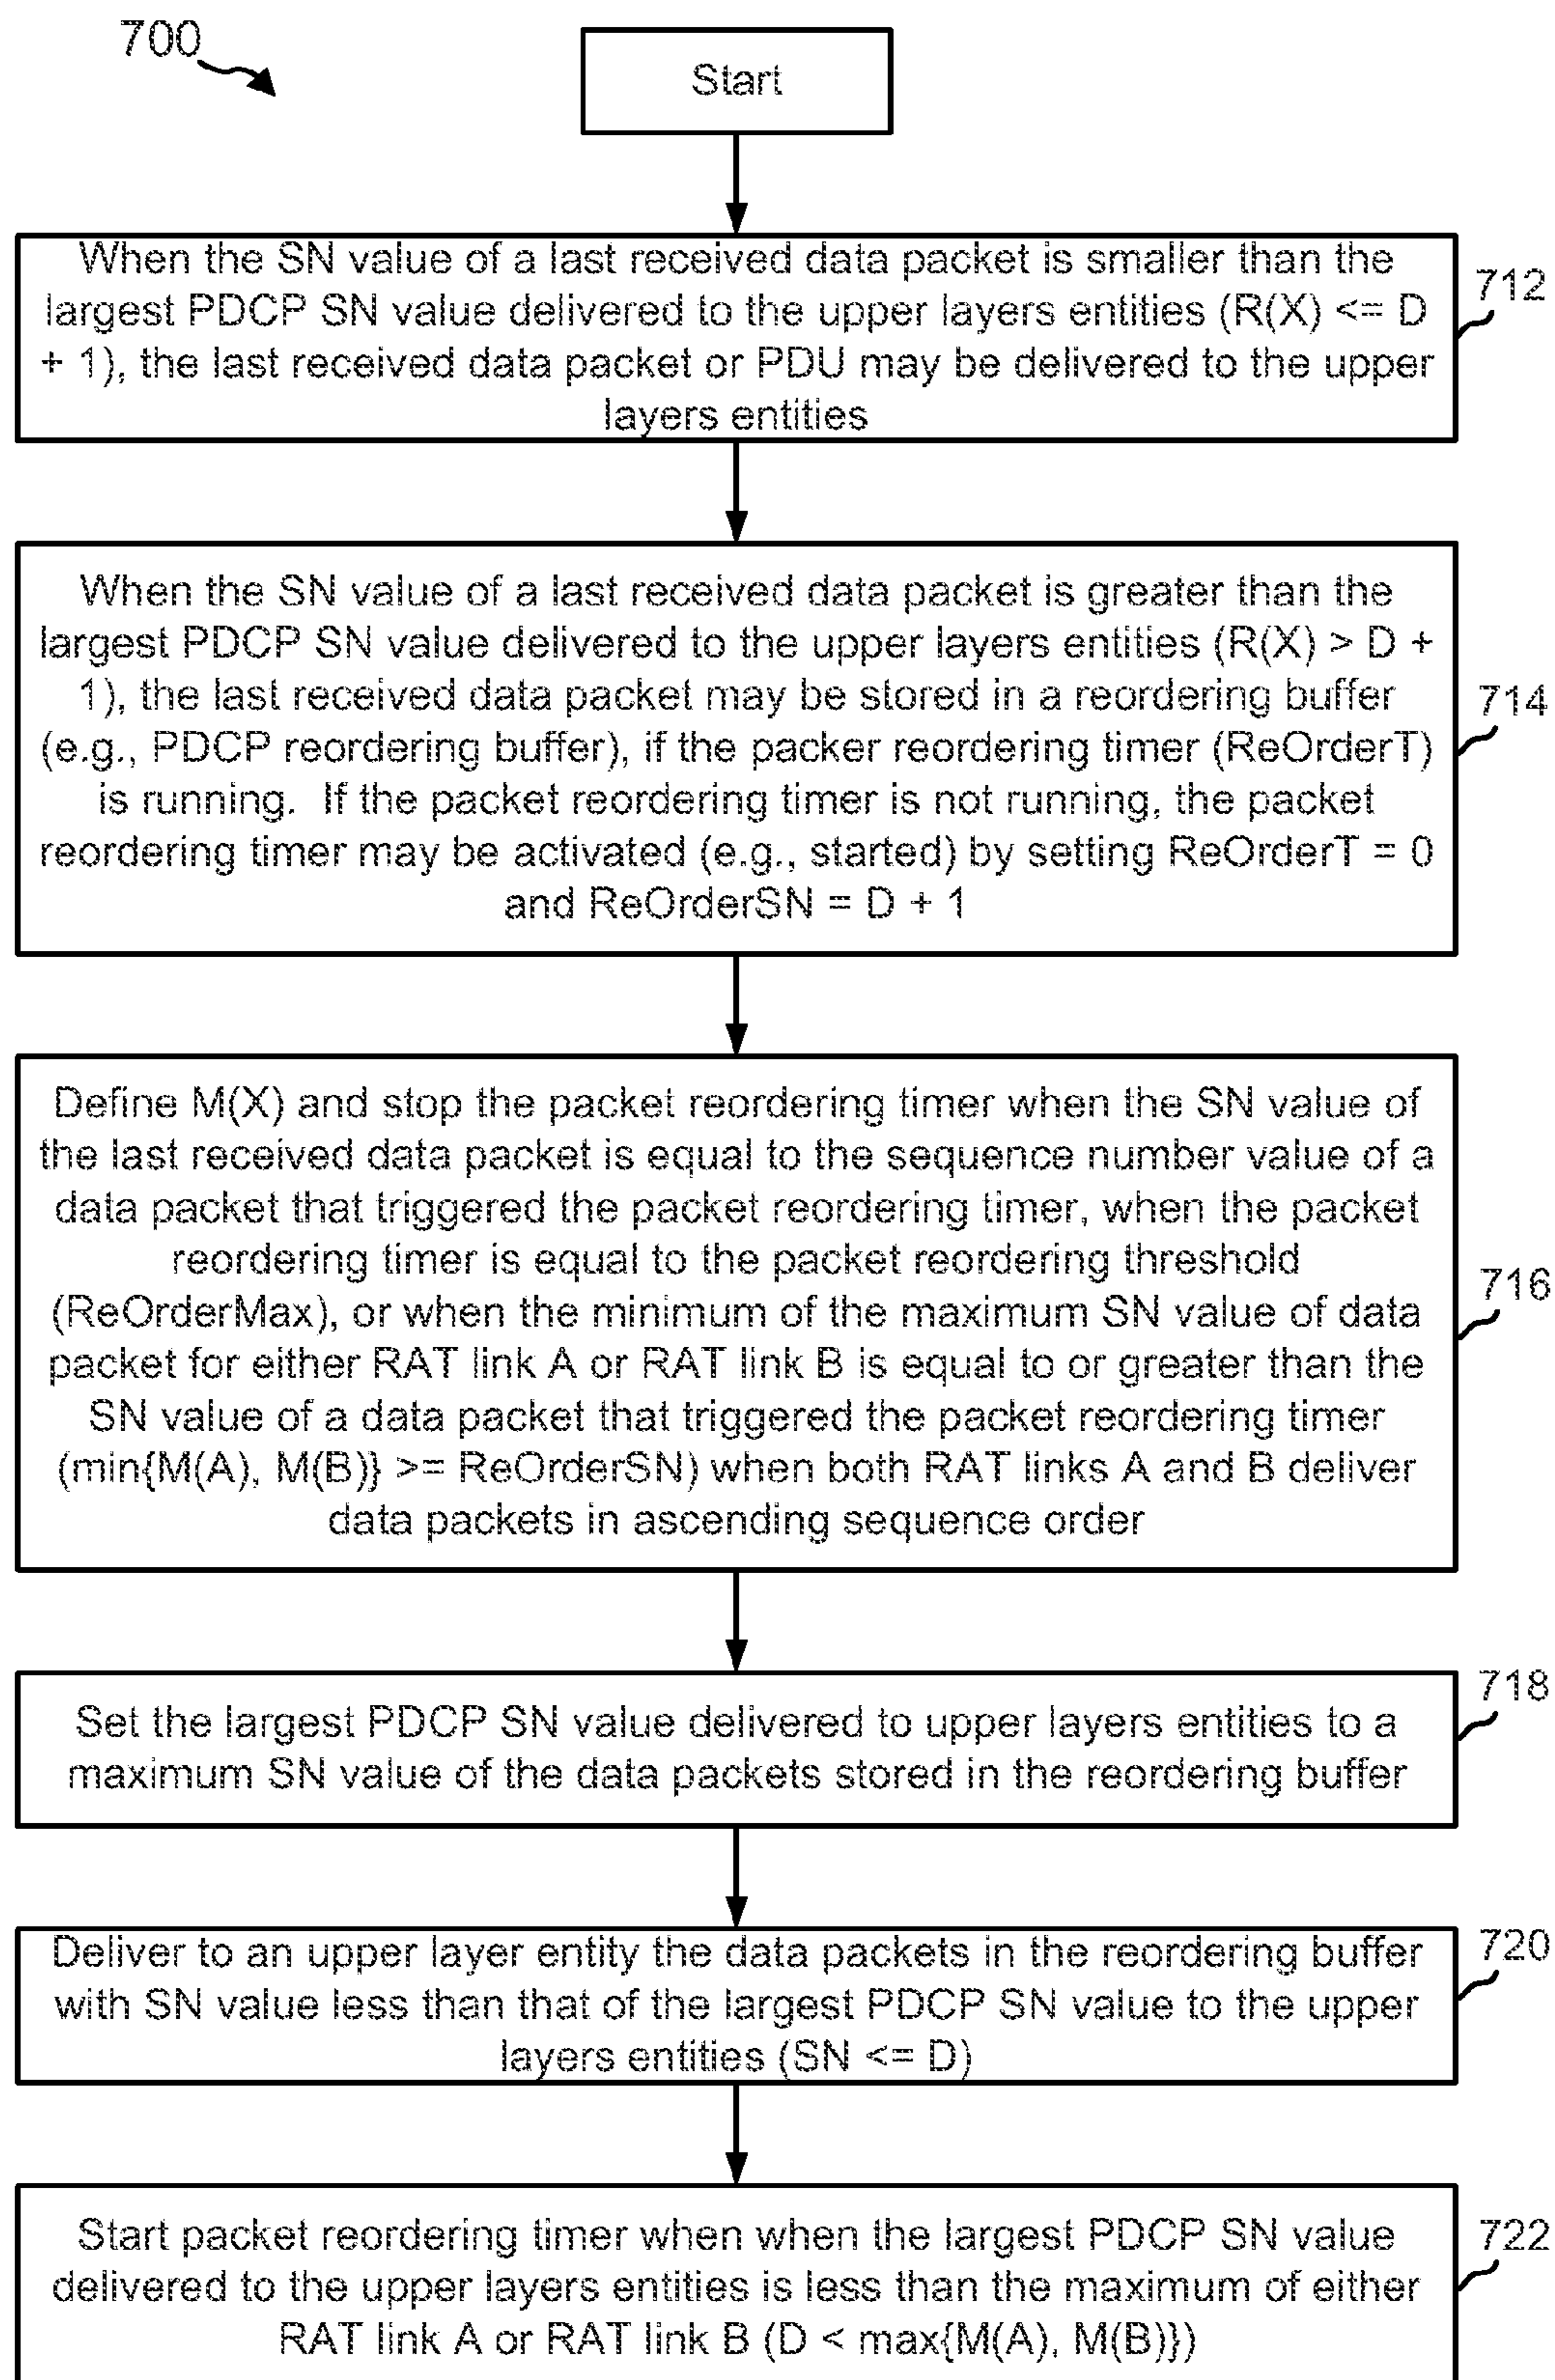 700
Start
When the SN value of a last received data packet is smaller than the
largest PDCP SN value delivered to the upper layers entities (R(X) <= D
+ 1), the last received data packet or PDU may be delivered to the upper
layers entities
712
When the SN value of a last received data packet is greater than the
largest PDCP SN value delivered to the upper layers entities (R(X) > D +
1), the last received data packet may be stored in a reordering buffer
(e.g., PDCP reordering buffer), if the packer reordering timer (ReOrderT)
is running. If the packet reordering timer is not running, the packet
reordering timer may be activated (e.g., started) by setting ReOrderT = 0
and ReOrderSN = D + 1
714
Define M(X) and stop the packet reordering timer when the SN value of
the last received data packet is equal to the sequence number value of a
data packet that triggered the packet reordering timer, when the packet
reordering timer is equal to the packet reordering threshold
(ReOrderMax), or when the minimum of the maximum SN value of data
packet for either RAT link A or RAT link B is equal to or greater than the
SN value of a data packet that triggered the packet reordering timer
(min{M(A), M(B)} >= ReOrderSN) when both RAT links A and B deliver
data packets in ascending sequence order
716
Set the largest PDCP SN value delivered to upper layers entities to a
maximum SN value of the data packets stored in the reordering buffer
718
Deliver to an upper layer entity the data packets in the reordering buffer
with SN value less than that of the largest PDCP SN value to the upper
layers entities (SN <= D)
720
Start packet reordering timer when when the largest PDCP SN value
delivered to the upper layers entities is less than the maximum of either
RAT link A or RAT link B (D < max{M(A), M(B)})
722